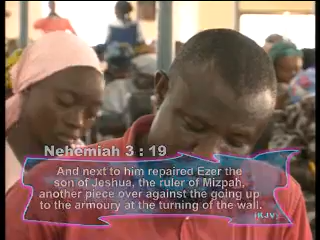 Nehemiah 3 : 19
And next to him repaired Ezer the
son of Jeshua, the ruler of Mizpah,
another piece over against the going up
to the armoury at the turning of the wall.
(KJV)